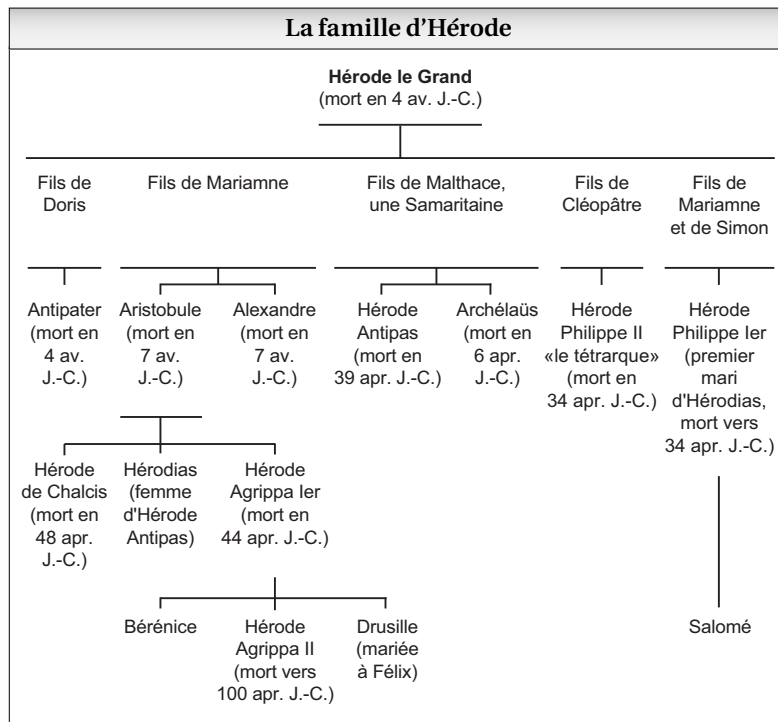 La famille d’Hérode
Hérode le Grand
(mort en 4 av. J.-C.)
Fils de
Doris
Fils de Mariamne
Fils de Malthace,
une Samaritaine
Fils de
Cléopâtre
Fils de
Mariamne
et de Simon
Antipater
(mort en
4 av.
J.-C.)
Aristobule
(mort en
7 av.
J.-C.)
Alexandre
(mort en
7 av.
J.-C.)
Hérode
Antipas
(mort en
39 apr. J.-C.)
Archélaüs
(mort en
6 apr.
J.-C.)
Hérode
Philippe II
«le tétrarque»
(mort en
34 apr. J.-C.)
Hérode
Philippe Ier
(premier
mari
d'Hérodias,
mort vers
34 apr. J.-C.)
Hérode
de Chalcis
(mort en
48 apr.
J.-C.)
Hérodias
(femme
d'Hérode
Antipas)
Hérode
Agrippa Ier
(mort en
44 apr. J.-C.)
Bérénice
Hérode
Agrippa II
(mort vers
100 apr. J.-C.)
Drusille
(mariée
à Félix)
Salomé